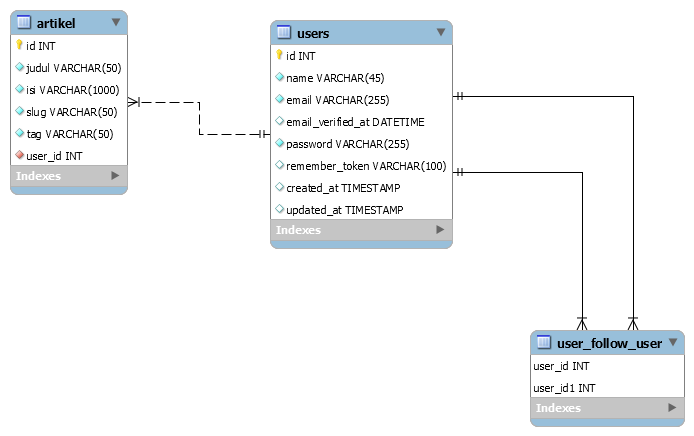 artikel
id INT
judul VARCHAR(50)
isi VARCHAR(1000)
slug VARCHAR(50)
tag VARCHAR(50)
user_id INT
Indexes
users
id INT
name VARCHAR(45)
email VARCHAR(255)
email_verified_at DATETIME
password VARCHAR(255)
remember_token VARCHAR(100)
created_at TIMESTAMP
updated_at TIMESTAMP
Indexes
user_follow_user
user_id INT
user_id1 INT
Indexes